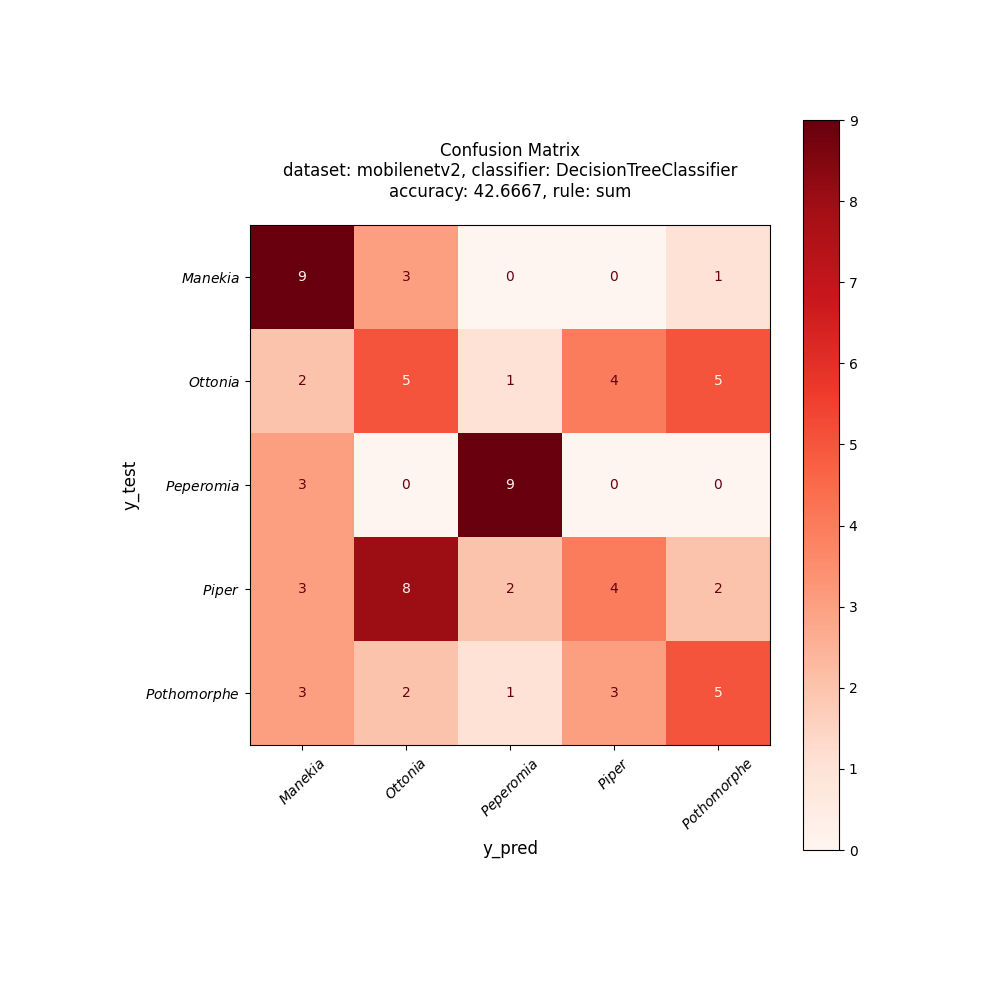 Confusion Matrix
dataset: mobilenetv2, classifier: DecisionTreeClassifier
accuracy: 42.6667, rule: sum
y_test
Manekia 9 3 0 0 1
Ottonia 2 5 1 4 5
Peperomia 3 0 9 0 0
Piper 3 8 2 4 2
Pothomorphe 3 2 1 3 5
Manekia Ottonia Peperomia Piper Pothomorphe
y_pred
9
8
7
6
5
4
3
2
1
0